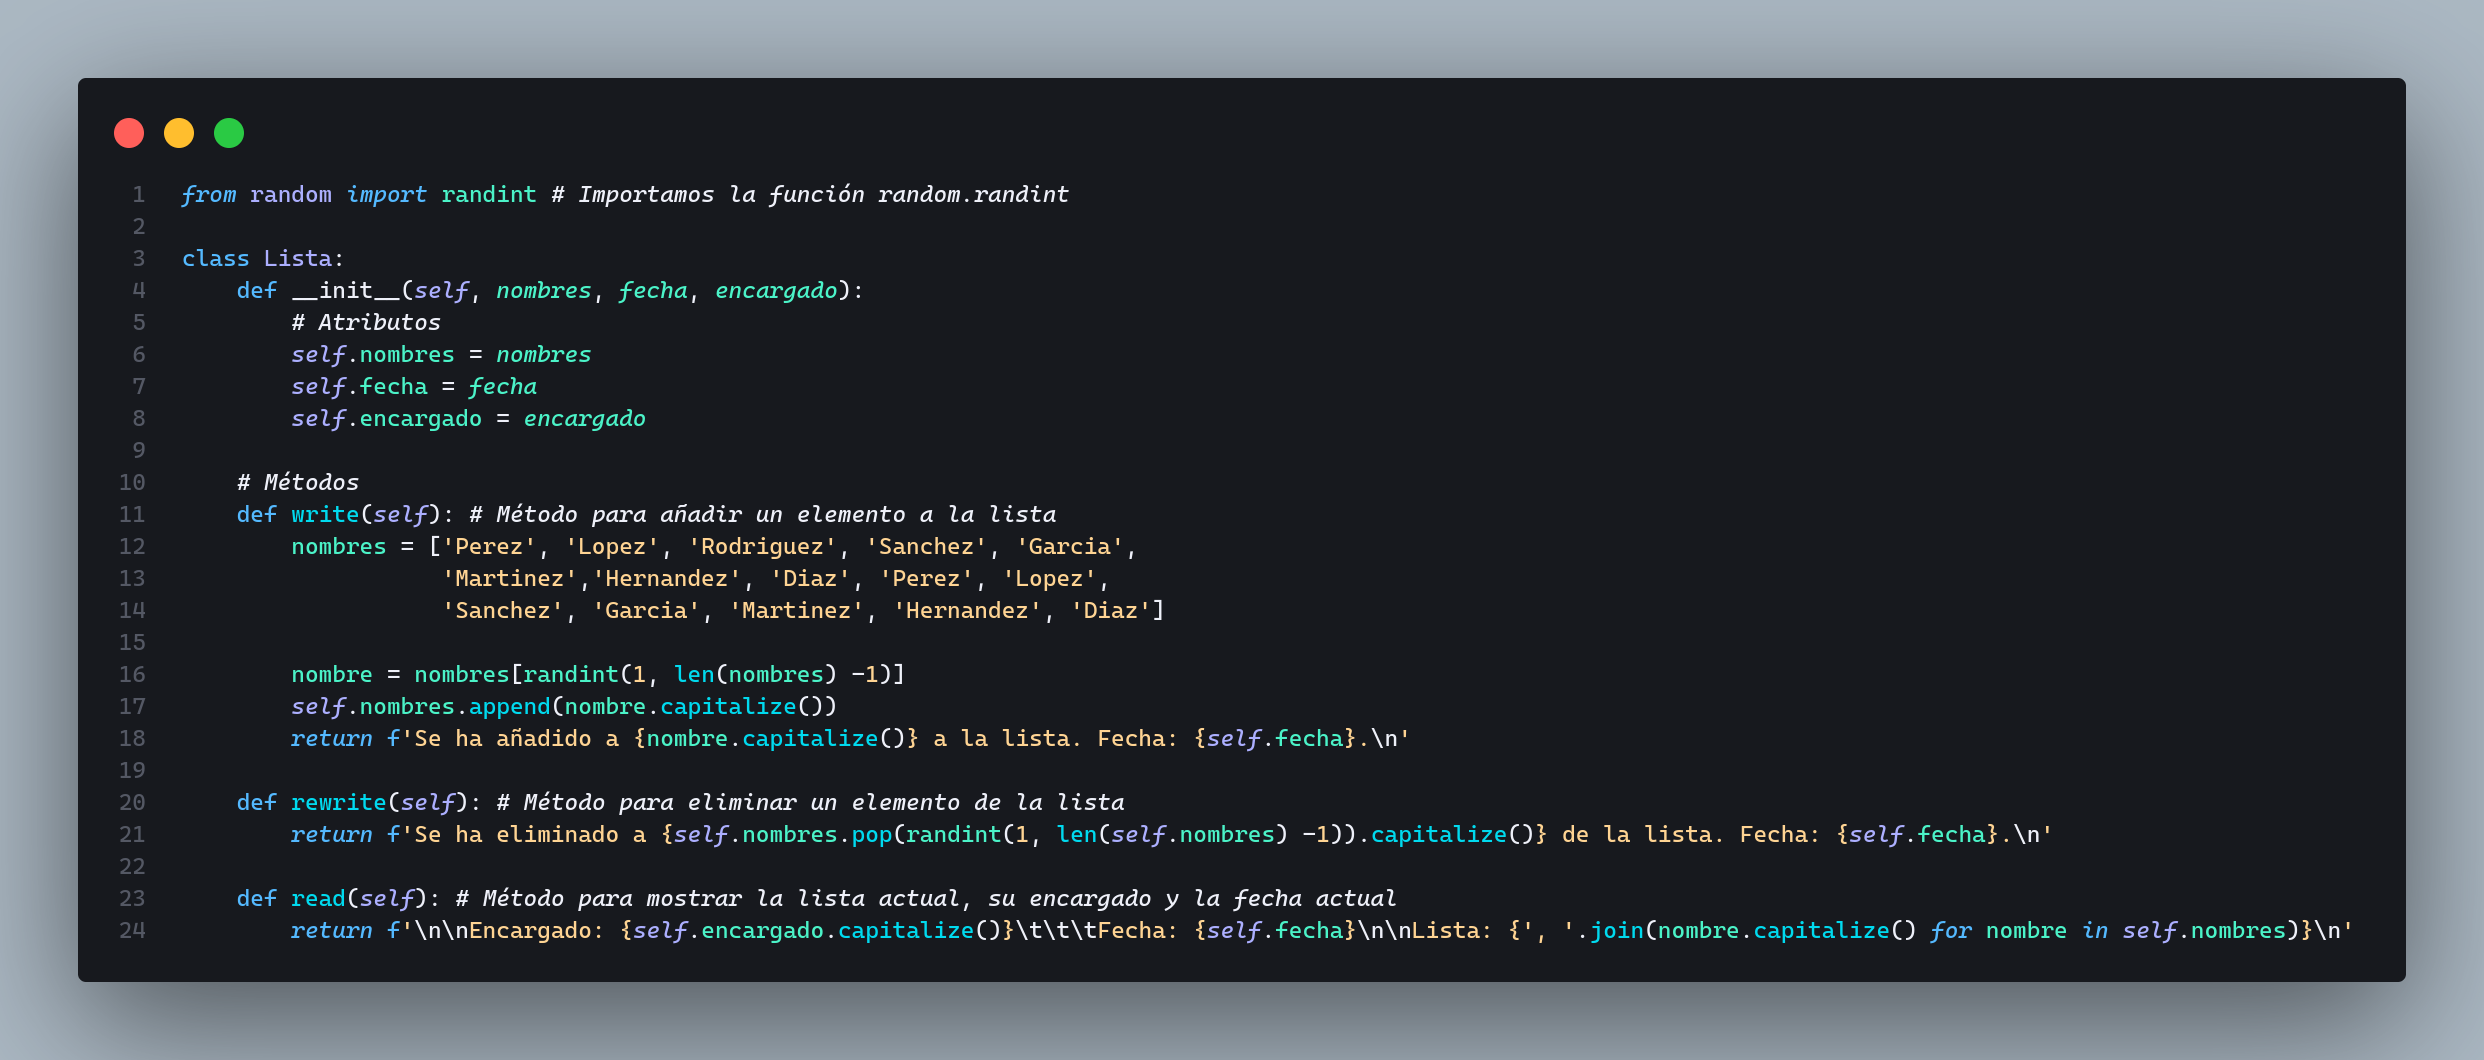 1 from random import randint # Importamos la función random.randint
2
3 class Lista:
4     def __init__(self, nombres, fecha, encargado):
5         # Atributos
6         self.nombres = nombres
7         self.fecha = fecha
8         self.encargado = encargado
9
10     # Métodos
11     def write(self): # Método para añadir un elemento a la lista
12         nombres = ['Perez', 'Lopez', 'Rodriguez', 'Sanchez', 'Garcia',
13                    'Martinez','Hernandez', 'Diaz', 'Perez', 'Lopez',
14                    'Sanchez', 'Garcia', 'Martinez', 'Hernandez', 'Diaz']
15
16         nombre = nombres[randint(1, len(nombres) -1)]
17         self.nombres.append(nombre.capitalize())
18         return f'Se ha añadido a {nombre.capitalize()} a la lista. Fecha: {self.fecha}.\n'
19
20     def rewrite(self): # Método para eliminar un elemento de la lista
21         return f'Se ha eliminado a {self.nombres.pop(randint(1, len(self.nombres) -1)).capitalize()} de la lista. Fecha: {self.fecha}.\n'
22
23     def read(self): # Método para mostrar la lista actual, su encargado y la fecha actual
24         return f'\n\nEncargado: {self.encargado.capitalize()}\t\t\tFecha: {self.fecha}\n\nLista: {', '.join(nombre.capitalize() for nombre in self.nombres)}\n'